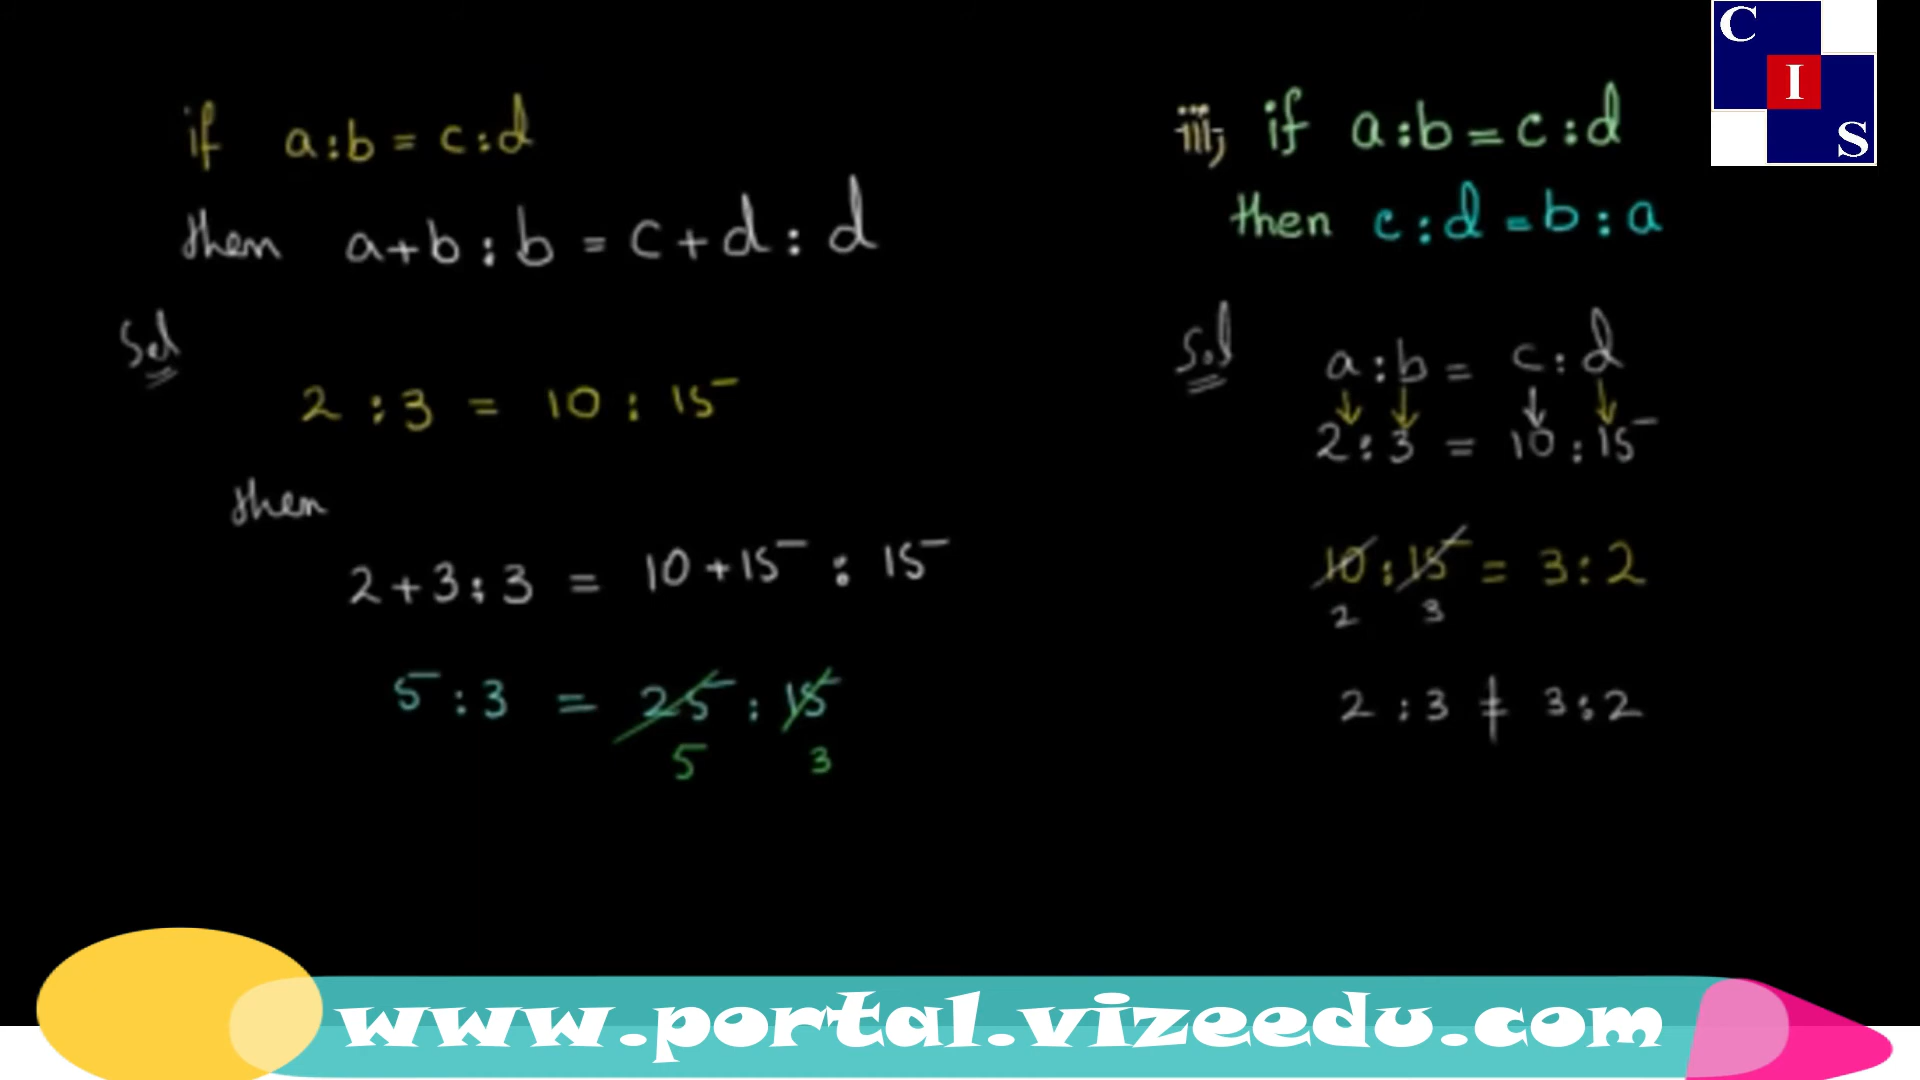 if a:b = c:d
then a+b : b = c+d : d
Sol
2 : 3 = 10 : 15
then
2+3 : 3 = 10+15 : 15
5 : 3 = 25 : 15
5 3
iii, if a:b = c:d
then c:d = b:a
Sol
a:b = c:d
2:3 = 10:15
10:15 = 3:2
2 3
2 : 3 ≠ 3:2
C
I
S
www.portal.vizeedu.com